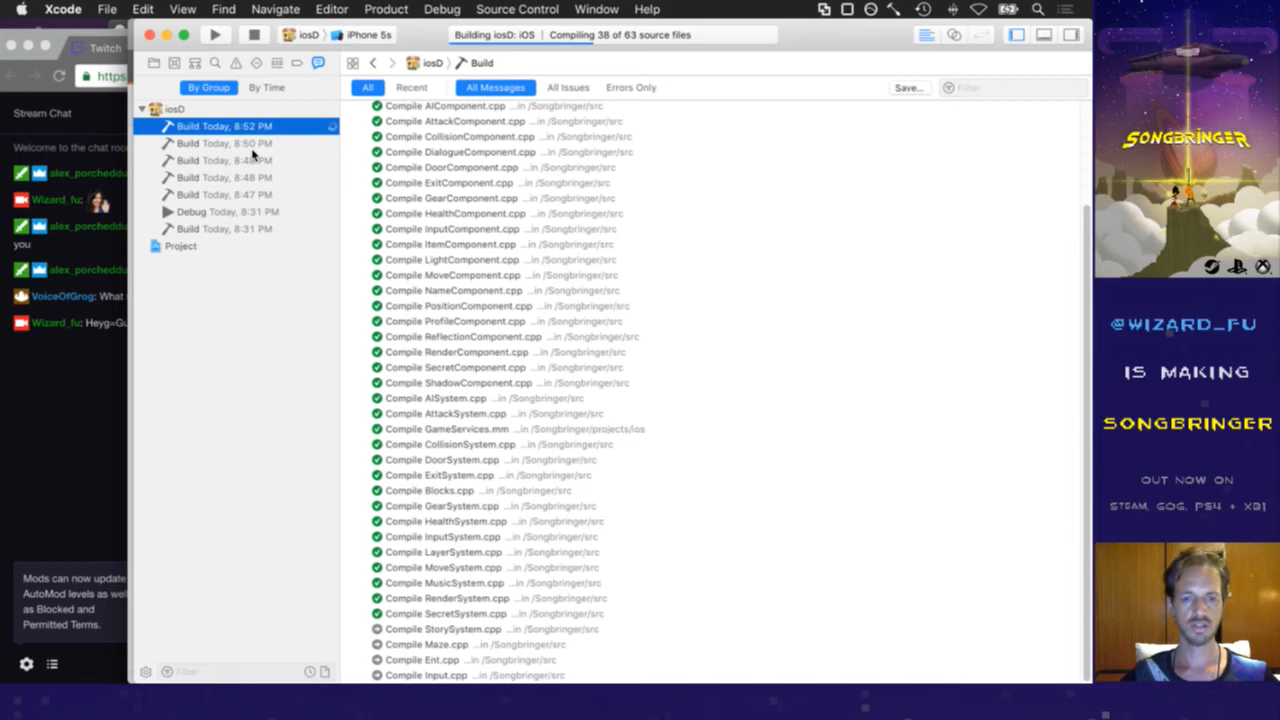 Xcode File Edit View Find Navigate Editor Product Debug Source Control Window Help
iosD iPhone 5s Building iosD: iOS | Compiling 38 of 63 source files
iosD Build
By Group By Time
All Recent All Messages All Issues Errors Only Save... Filter
iosD
Build Today, 8:52 PM
Build Today, 8:50 PM
Build Today, 8:48 PM
Build Today, 8:48 PM
Build Today, 8:47 PM
Debug Today, 8:31 PM
Build Today, 8:31 PM
Project
Filter
Compile AIComponent.cpp ...in /Songbringer/src
Compile AttackComponent.cpp ...in /Songbringer/src
Compile CollisionComponent.cpp ...in /Songbringer/src
Compile DialogueComponent.cpp ...in /Songbringer/src
Compile DoorComponent.cpp ...in /Songbringer/src
Compile ExitComponent.cpp ...in /Songbringer/src
Compile GearComponent.cpp ...in /Songbringer/src
Compile HealthComponent.cpp ...in /Songbringer/src
Compile InputComponent.cpp ...in /Songbringer/src
Compile ItemComponent.cpp ...in /Songbringer/src
Compile LightComponent.cpp ...in /Songbringer/src
Compile MoveComponent.cpp ...in /Songbringer/src
Compile NameComponent.cpp ...in /Songbringer/src
Compile PositionComponent.cpp ...in /Songbringer/src
Compile ProfileComponent.cpp ...in /Songbringer/src
Compile ReflectionComponent.cpp ...in /Songbringer/src
Compile RenderComponent.cpp ...in /Songbringer/src
Compile SecretComponent.cpp ...in /Songbringer/src
Compile ShadowComponent.cpp ...in /Songbringer/src
Compile AISystem.cpp ...in /Songbringer/src
Compile AttackSystem.cpp ...in /Songbringer/src
Compile GameServices.mm ...in /Songbringer/projects/ios
Compile CollisionSystem.cpp ...in /Songbringer/src
Compile DoorSystem.cpp ...in /Songbringer/src
Compile ExitSystem.cpp ...in /Songbringer/src
Compile Blocks.cpp ...in /Songbringer/src
Compile GearSystem.cpp ...in /Songbringer/src
Compile HealthSystem.cpp ...in /Songbringer/src
Compile InputSystem.cpp ...in /Songbringer/src
Compile LayerSystem.cpp ...in /Songbringer/src
Compile MoveSystem.cpp ...in /Songbringer/src
Compile MusicSystem.cpp ...in /Songbringer/src
Compile RenderSystem.cpp ...in /Songbringer/src
Compile SecretSystem.cpp ...in /Songbringer/src
Compile StorySystem.cpp ...in /Songbringer/src
Compile Maze.cpp ...in /Songbringer/src
Compile Ent.cpp ...in /Songbringer/src
Compile Input.cpp ...in /Songbringer/src
Twitch
https
Stream Chat
Welcome to the chat roo
alex_porcheddu
Wizard_fu:
alex_porcheddu
you
alex_porcheddu
VoiceOfGrog: What
Wizard_fu: Heyg=Gu
Mods can now update
AutoMod levels as well
as Blocked and
Permitted Terms.
SONGBRINGER
@WIZARD_FU
IS MAKING
SONGBRINGER
OUT NOW ON
STEAM, GOG, PS4 + XB1